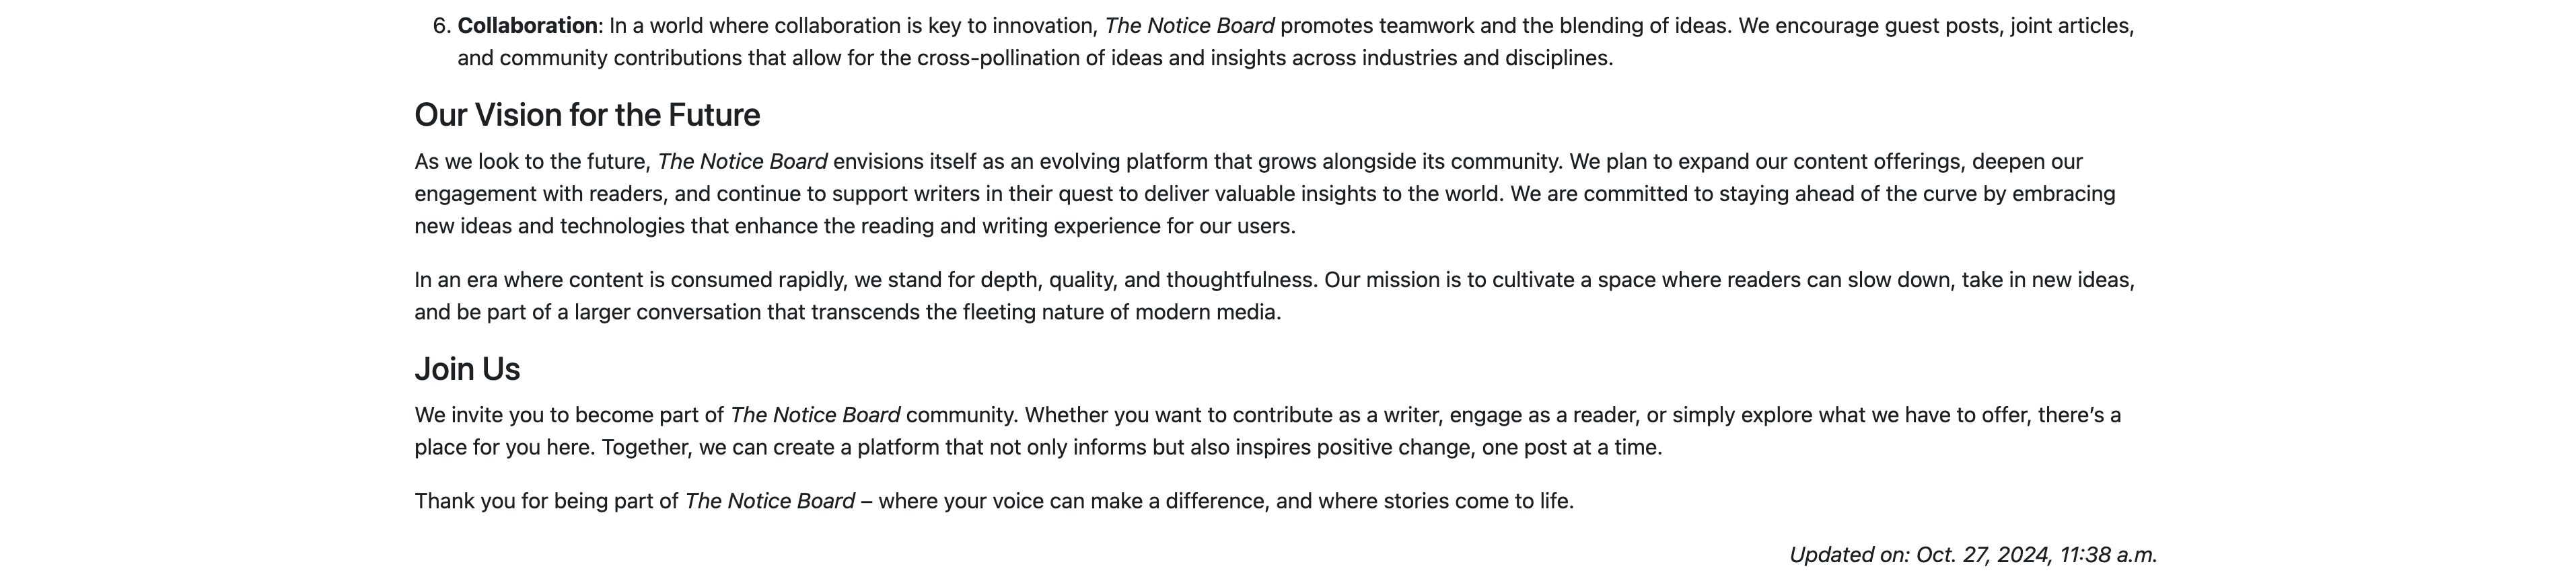 6. Collaboration: In a world where collaboration is key to innovation, The Notice Board promotes teamwork and the blending of ideas. We encourage guest posts, joint articles,
and community contributions that allow for the cross-pollination of ideas and insights across industries and disciplines.
Our Vision for the Future
As we look to the future, The Notice Board envisions itself as an evolving platform that grows alongside its community. We plan to expand our content offerings, deepen our
engagement with readers, and continue to support writers in their quest to deliver valuable insights to the world. We are committed to staying ahead of the curve by embracing
new ideas and technologies that enhance the reading and writing experience for our users.
In an era where content is consumed rapidly, we stand for depth, quality, and thoughtfulness. Our mission is to cultivate a space where readers can slow down, take in new ideas,
and be part of a larger conversation that transcends the fleeting nature of modern media.
Join Us
We invite you to become part of The Notice Board community. Whether you want to contribute as a writer, engage as a reader, or simply explore what we have to offer, there’s a
place for you here. Together, we can create a platform that not only informs but also inspires positive change, one post at a time.
Thank you for being part of The Notice Board – where your voice can make a difference, and where stories come to life.
Updated on: Oct. 27, 2024, 11:38 a.m.